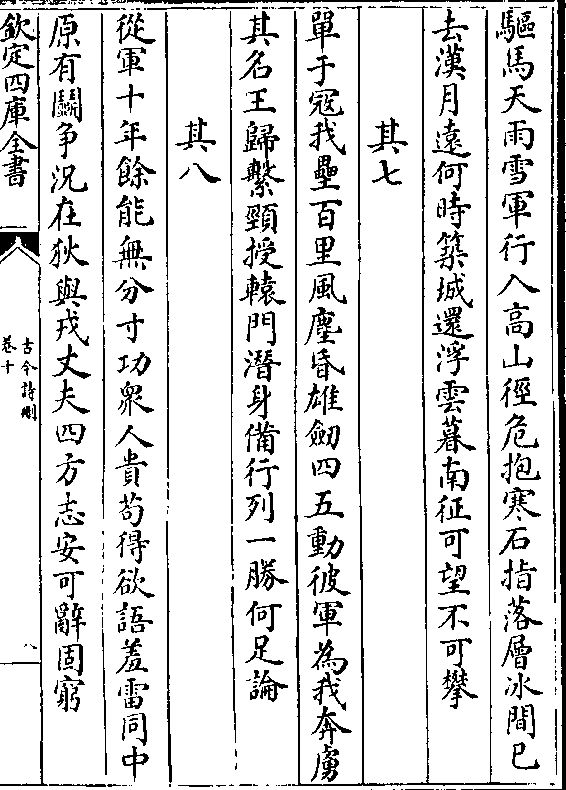 驅馬天雨雪軍行入高山徑危抱寒石指落層冰間已
去漢月遠何時築城還浮雲暮南征可望不可攀
其七
單于寇我壘百里風塵昏雄劒四五動彼軍為我奔虜
其名王歸繫頸授轅門潛身備行列一勝何足論
其八
從軍十年餘能無分寸功衆人貴苟得欲語羞雷同中
原有鬭争況在狄與戎丈夫四方志安可辭固窮
欽定四庫全書
古今詩刪
卷十
八